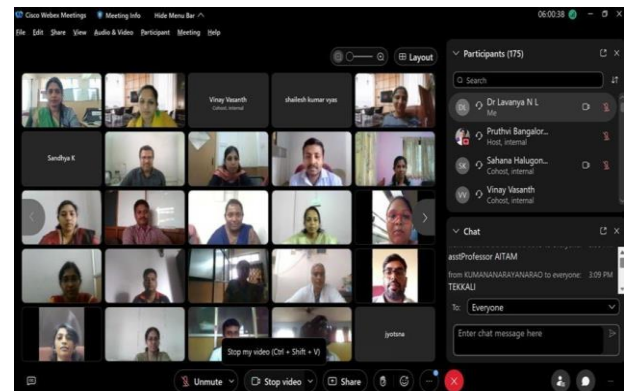 Cisco Webex Meetings Meeting Info Hide Menu Bar 06:00:38
File Edit Share View Audio & Video Participant Meeting Help
Layout
Vinay Vasanth
Cohost, internal
shailesh kumar vyas
Sandhya K
jyotsna
Stop my video (Ctrl + Shift + V)
Unmute Stop video Share
Participants (175)
Search
DL Dr Lavanya N L
Me
Pruthvi Bangalor...
Host, internal
SK Sahana Halugon...
Cohost, internal
VV Vinay Vasanth
Cohost, internal
Chat
asstProfessor AITAM
from KUMANANARAYANARAO to everyone: 3:09 PM
TEKKALI
To: Everyone
Enter chat message here